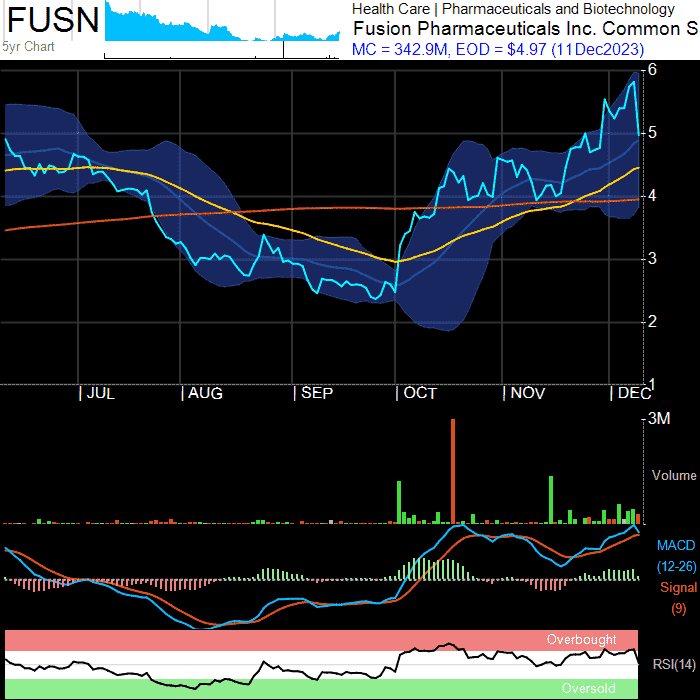 FUSN
5yr Chart
Health Care | Pharmaceuticals and Biotechnology
Fusion Pharmaceuticals Inc. Common S
MC = 342.9M, EOD = $4.97 (11Dec2023)
6
5
4
3
2
1
JUL AUG SEP OCT NOV DEC
3M
Volume
MACD
(12-26)
Signal
(9)
Overbought
RSI(14)
Oversold